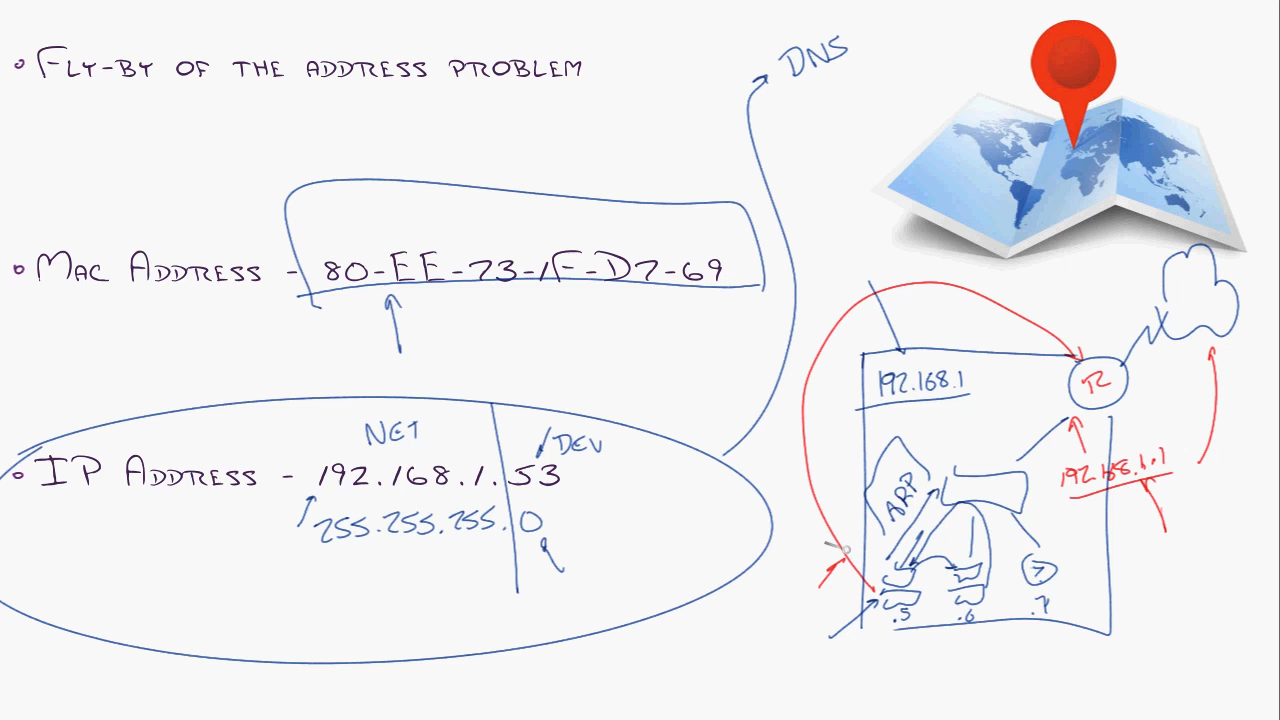 DNS
• FLY-BY OF THE ADDRESS PROBLEM
• MAC ADDRESS - 80-EE-73-1F-D7-69
192.168.1
R
NET
/DEV
• IP ADDRESS - 192.168.1.53
192.168.1.1
255.255.255.0
ARP
.5 .6 .7